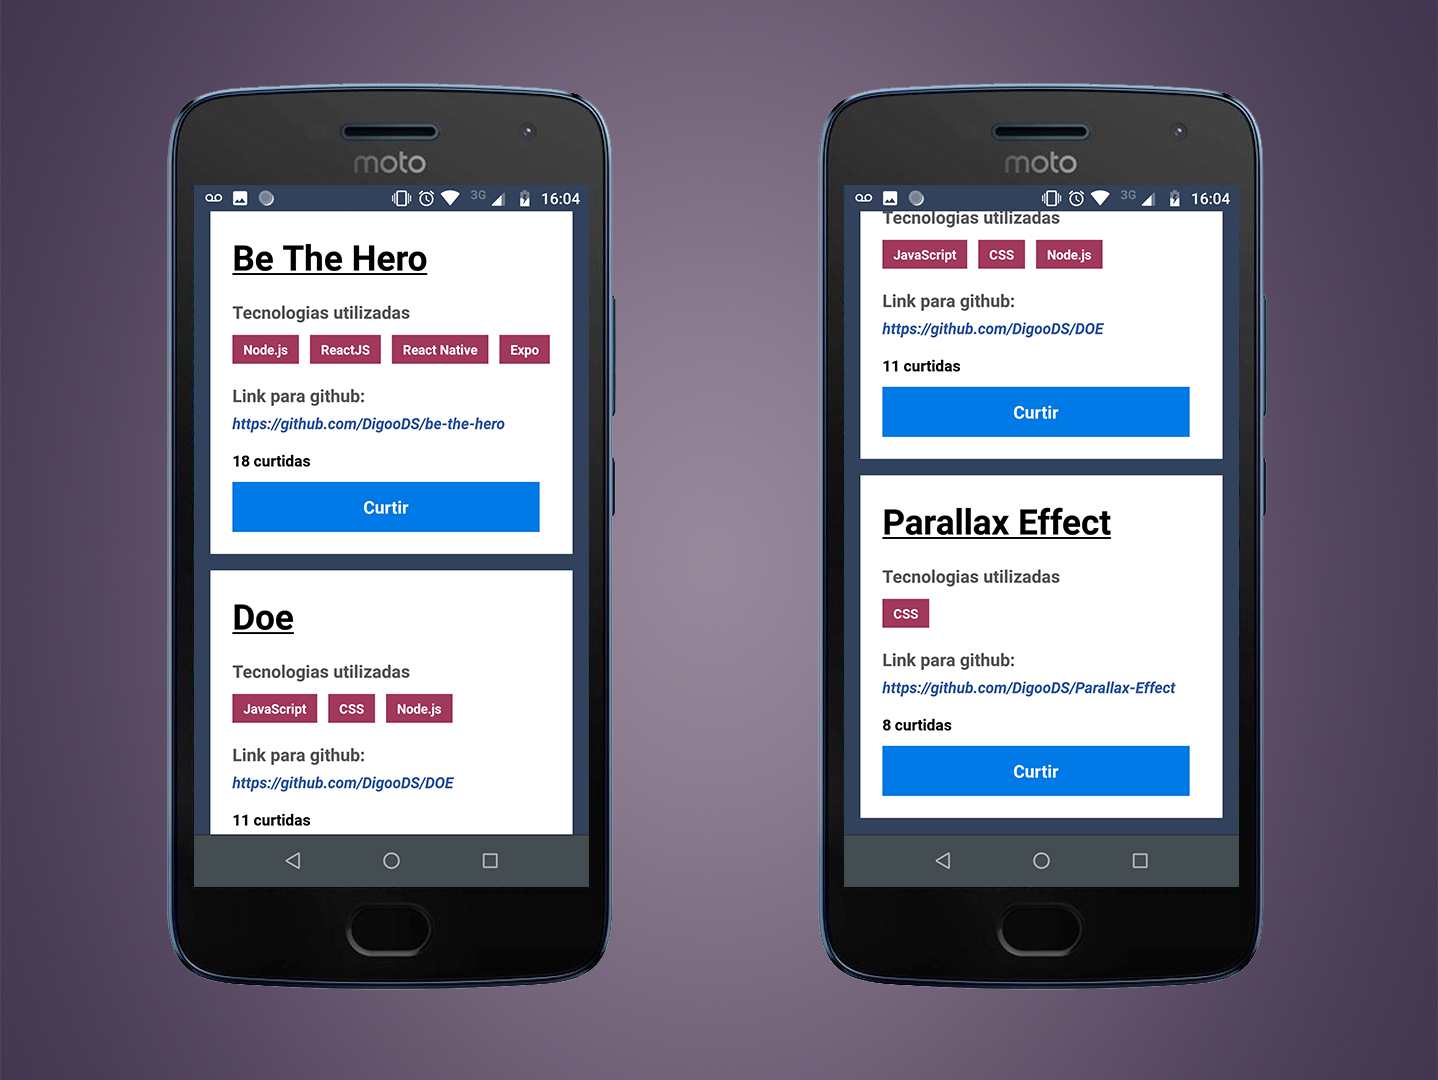 moto
3G 16:04
Be The Hero
Tecnologias utilizadas
Node.js ReactJS React Native Expo
Link para github:
https://github.com/DigooDS/be-the-hero
18 curtidas
Curtir
Doe
Tecnologias utilizadas
JavaScript CSS Node.js
Link para github:
https://github.com/DigooDS/DOE
11 curtidas
moto
3G 16:04
Tecnologias utilizadas
JavaScript CSS Node.js
Link para github:
https://github.com/DigooDS/DOE
11 curtidas
Curtir
Parallax Effect
Tecnologias utilizadas
CSS
Link para github:
https://github.com/DigooDS/Parallax-Effect
8 curtidas
Curtir